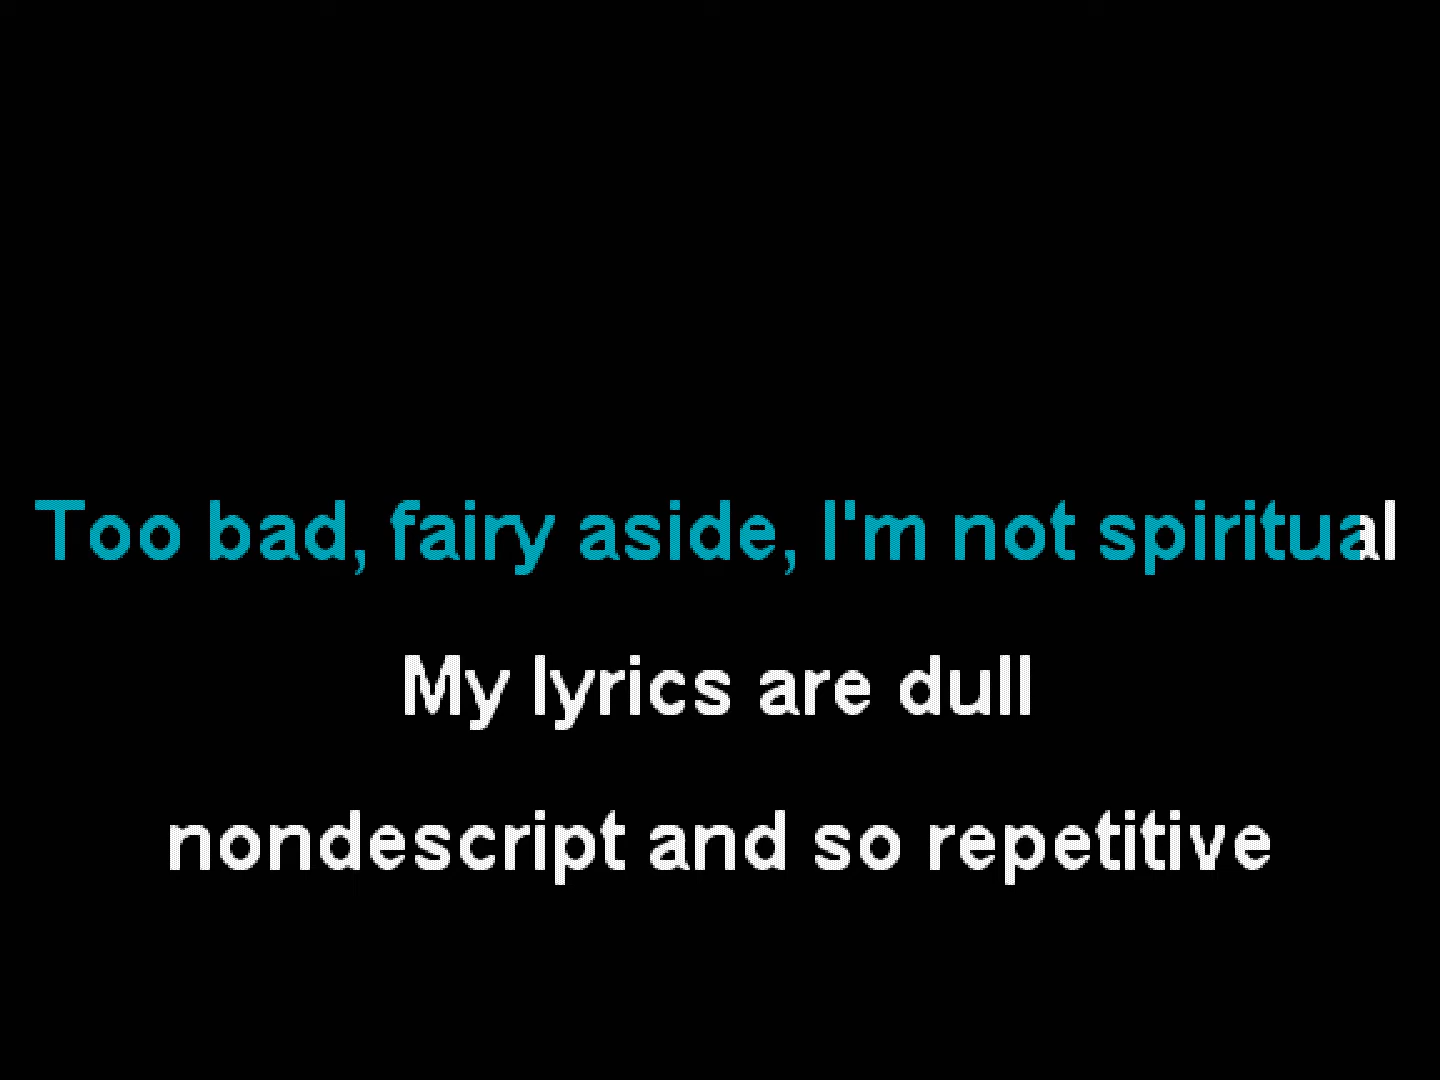 Too bad, fairy aside, I'm not spiritual
My lyrics are dull
nondescript and so repetitive